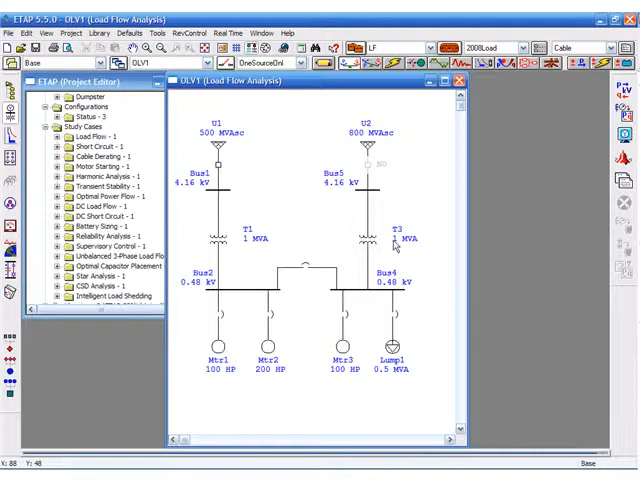 ETAP 5.5.0 - OLV1 (Load Flow Analysis)
File Edit View Project Library Defaults Tools RevControl Real Time Window Help
LF 2008Load Cable
Base OLV1 OneSourceOnl
ETAP (Project Editor)
Dumpster
Configurations
Status - 3
Study Cases
Load Flow - 1
Short Circuit - 1
Cable Derating - 1
Motor Starting - 1
Harmonic Analysis - 1
Transient Stability - 1
Optimal Power Flow - 1
DC Load Flow - 1
DC Short Circuit - 1
Battery Sizing - 1
Reliability Analysis - 1
Supervisory Control - 1
Unbalanced 3-Phase Load Fl
Optimal Capacitor Placement
Star Analysis - 1
CSD Analysis - 1
Intelligent Load Shedding
OLV1 (Load Flow Analysis)
U1
500 MVAsc
U2
800 MVAsc
NO
Bus1
4.16 kV
Bus5
4.16 kV
T1
1 MVA
T3
1 MVA
Bus2
0.48 kV
Bus4
0.48 kV
Mtr1
100 HP
Mtr2
200 HP
Mtr3
100 HP
Lump1
0.5 MVA
X: 88 Y: 48
Base